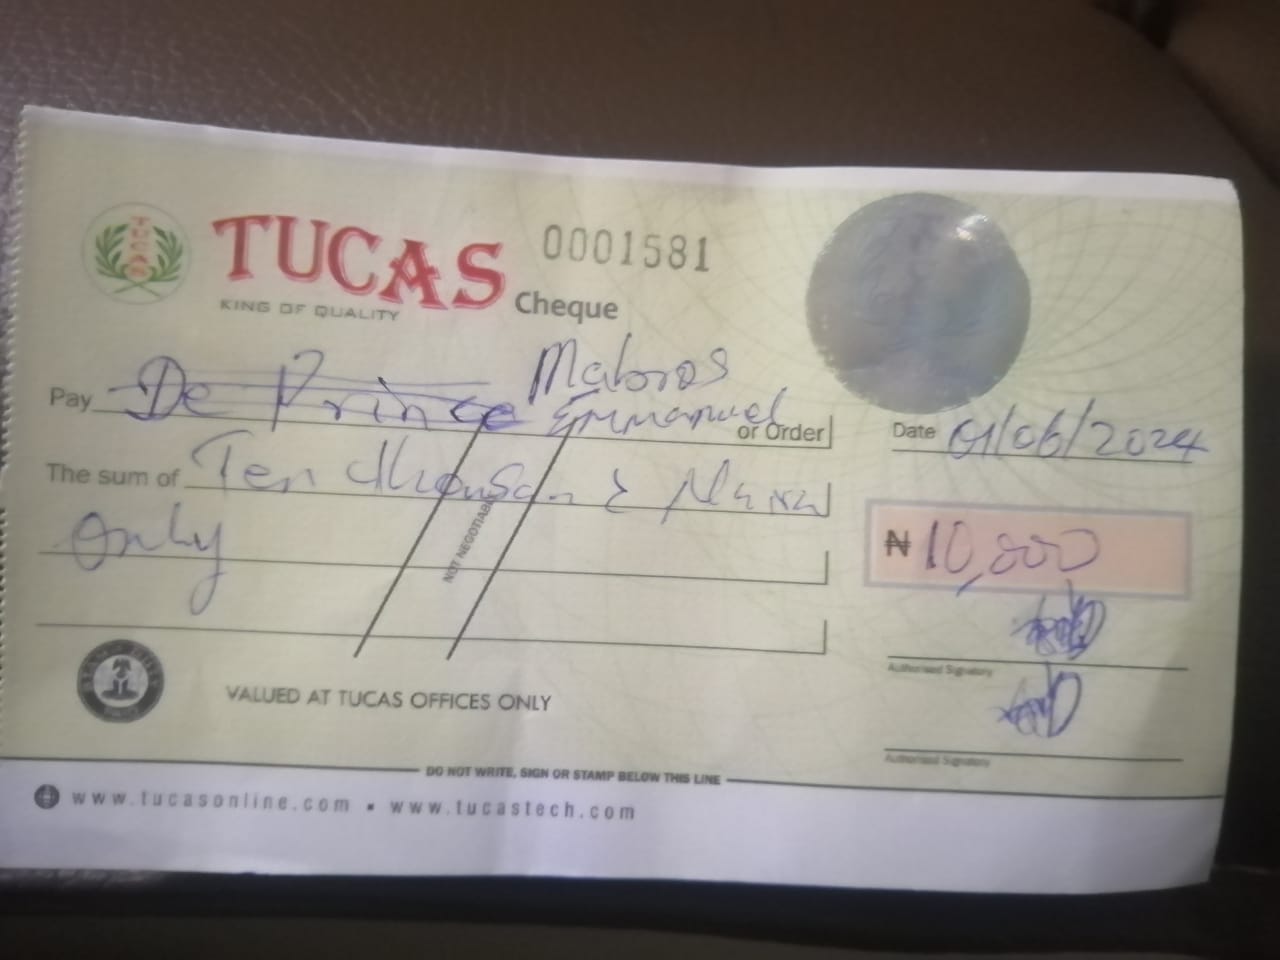 TUCAS
TUCAS
KING OF QUALITY
0001581
Cheque
Mabros
Pay De Prince Emmanuel or Order
Date 01/06/2024
The sum of Ten thousand Naira
only
NOT NEGOTIABLE
₦ 10,000
Authorised Signatory
Authorised Signatory
VALUED AT TUCAS OFFICES ONLY
DO NOT WRITE, SIGN OR STAMP BELOW THIS LINE
www.tucasonline.com ▪ www.tucastech.com